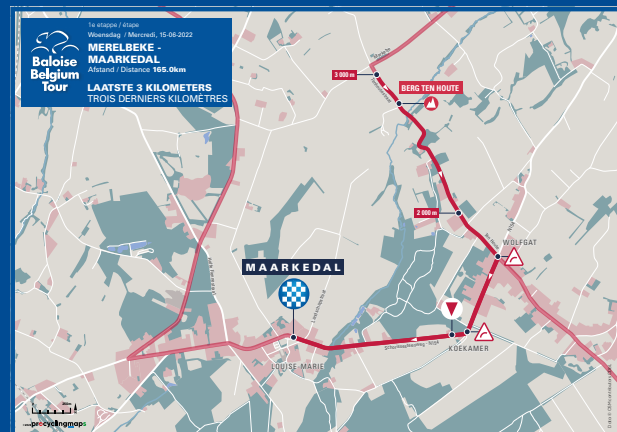 1e etappe / étape
Woensdag / Mercredi, 15-06-2022
MERELBEKE -
MAARKEDAL
Afstand / Distance 165.0km
LAATSTE 3 KILOMETERS
TROIS DERNIERS KILOMÈTRES
Baloise
Belgium
Tour
3 000 m
BERG TEN HOUTE
2 000 m
WOLFGAT
MAARKEDAL
KOEKAMER
LOUISE-MARIE
procyclingmaps